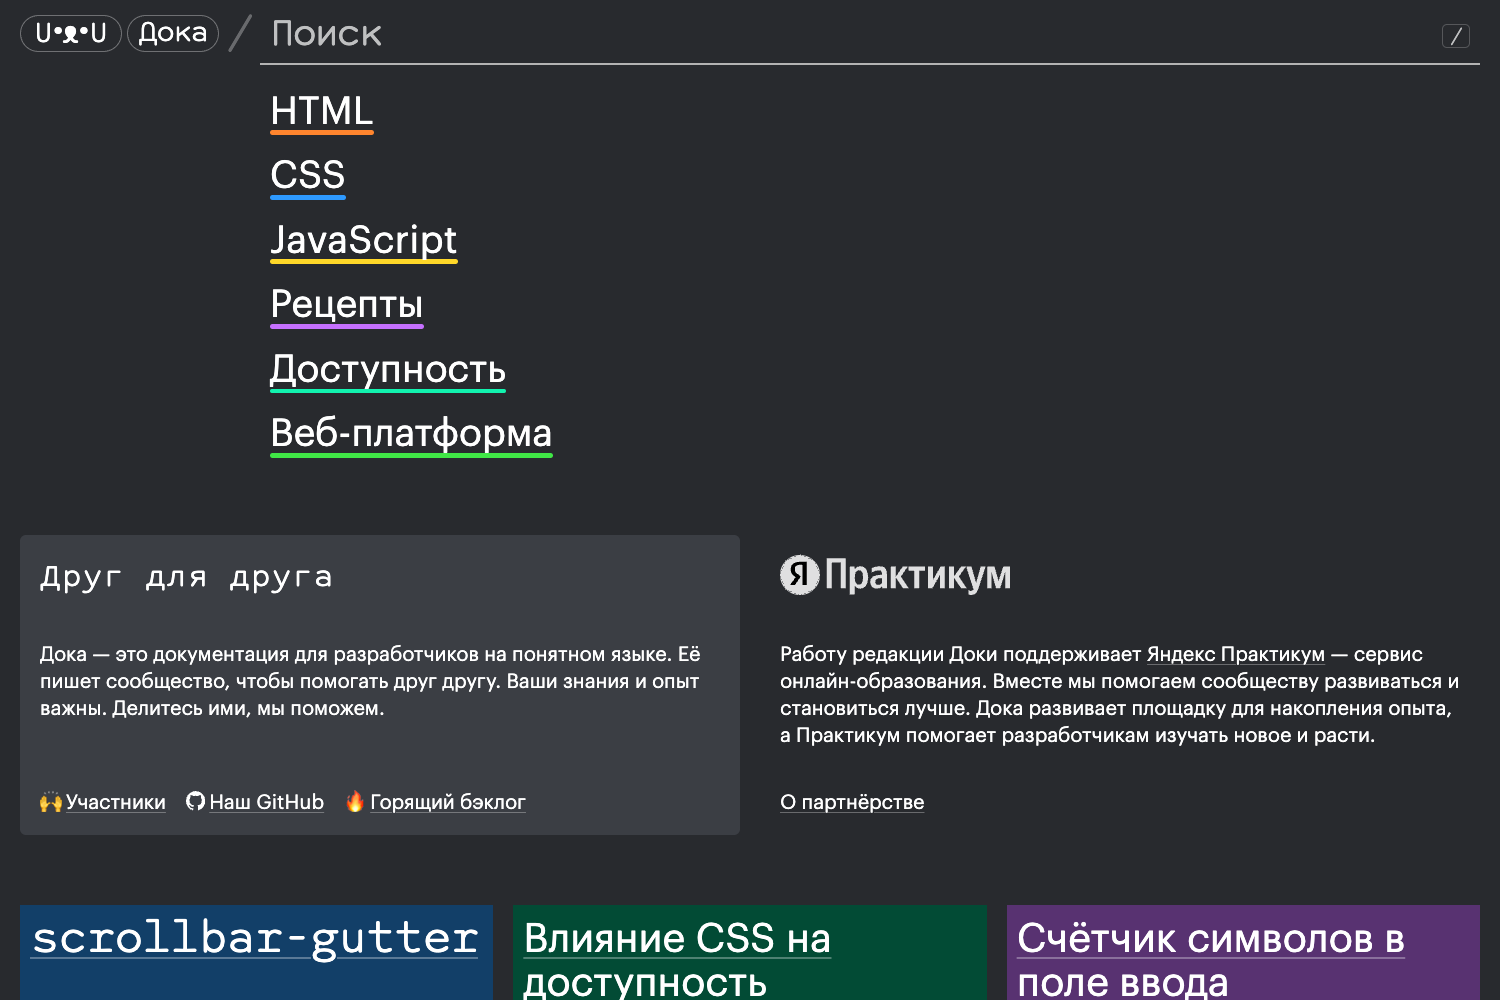 U•ᴥ•U Дока / Поиск /
HTML
CSS
JavaScript
Рецепты
Доступность
Веб-платформа
Друг для друга
Дока — это документация для разработчиков на понятном языке. Её
пишет сообщество, чтобы помогать друг другу. Ваши знания и опыт
важны. Делитесь ими, мы поможем.
🙌 Участники Наш GitHub 🔥 Горящий бэклог
Я Практикум
Работу редакции Доки поддерживает Яндекс Практикум — сервис
онлайн-образования. Вместе мы помогаем сообществу развиваться и
становиться лучше. Дока развивает площадку для накопления опыта,
а Практикум помогает разработчикам изучать новое и расти.
О партнёрстве
scrollbar-gutter
Влияние CSS на
доступность
Счётчик символов в
поле ввода